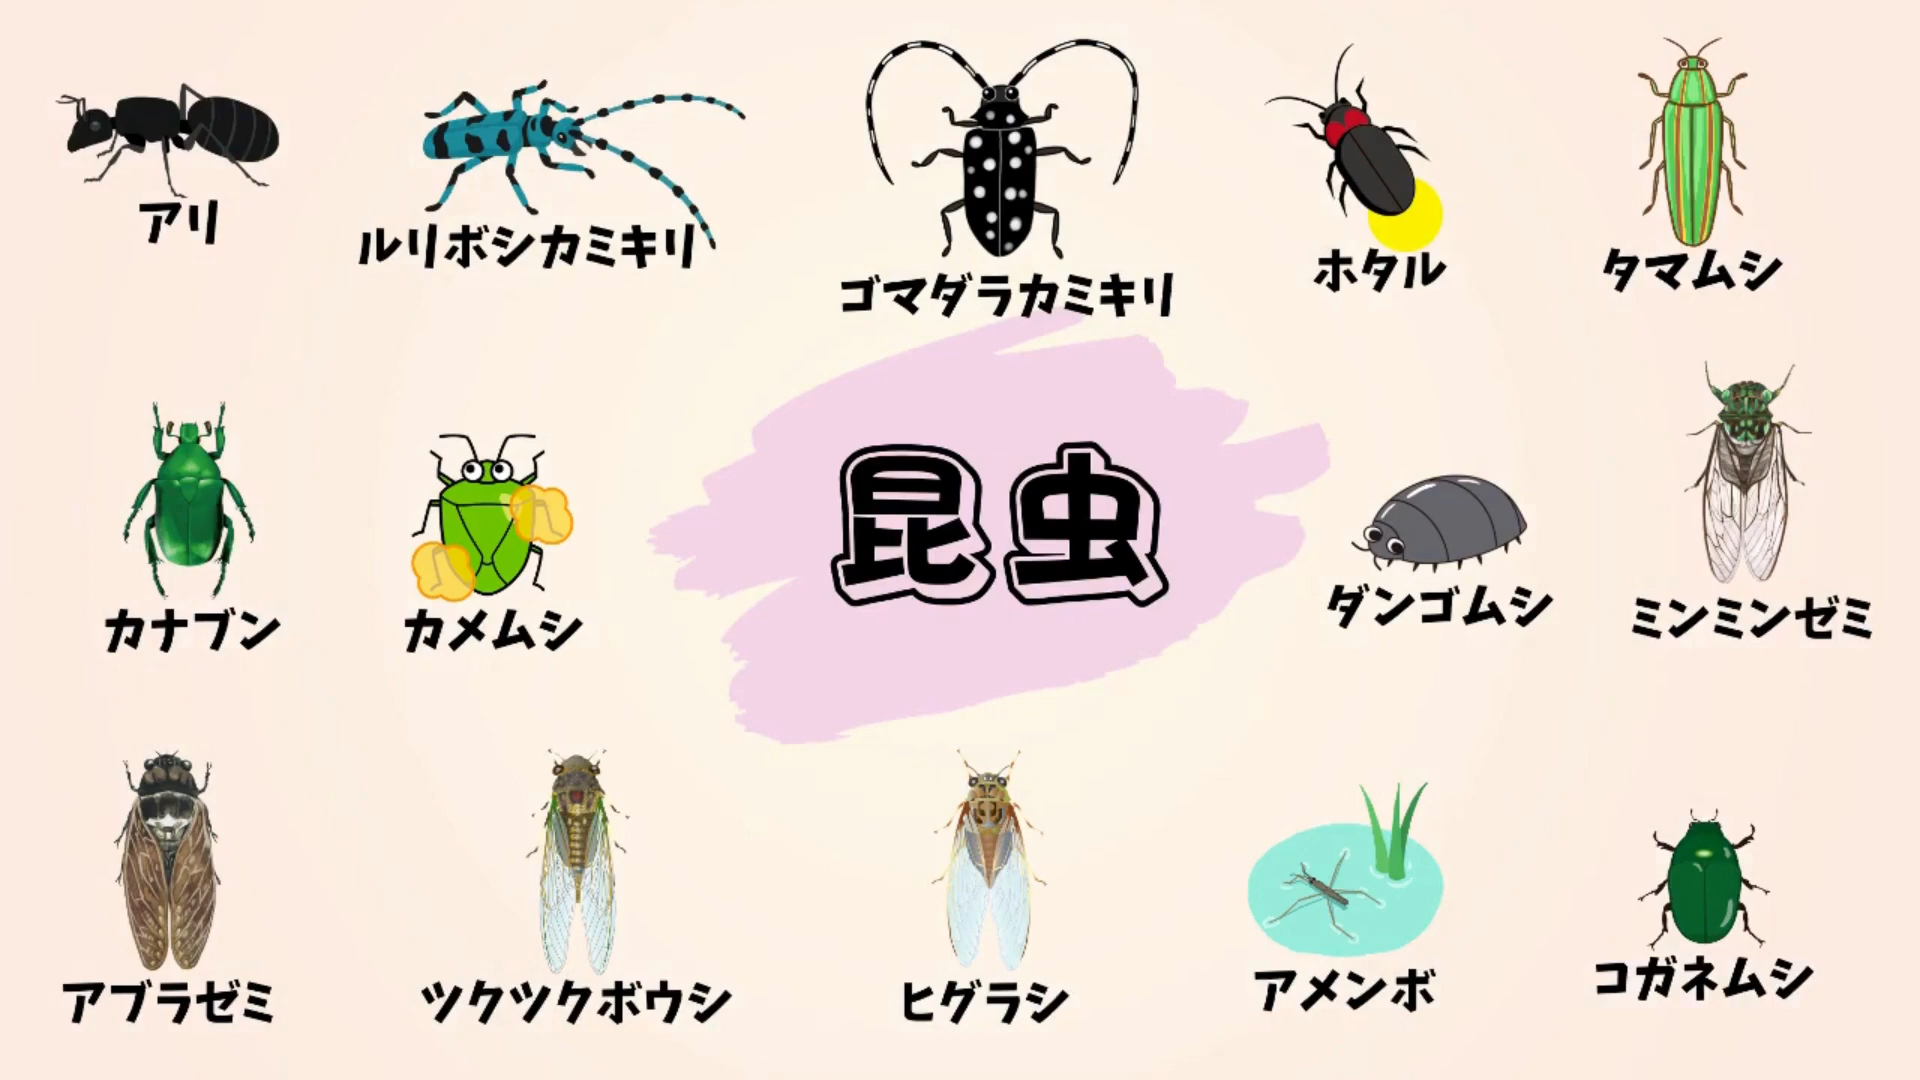 アリ
ルリボシカミキリ
ゴマダラカミキリ
ホタル
タマムシ
カナブン
カメムシ
昆虫
ダンゴムシ
ミンミンゼミ
アブラゼミ
ツクツクボウシ
ヒグラシ
アメンボ
コガネムシ